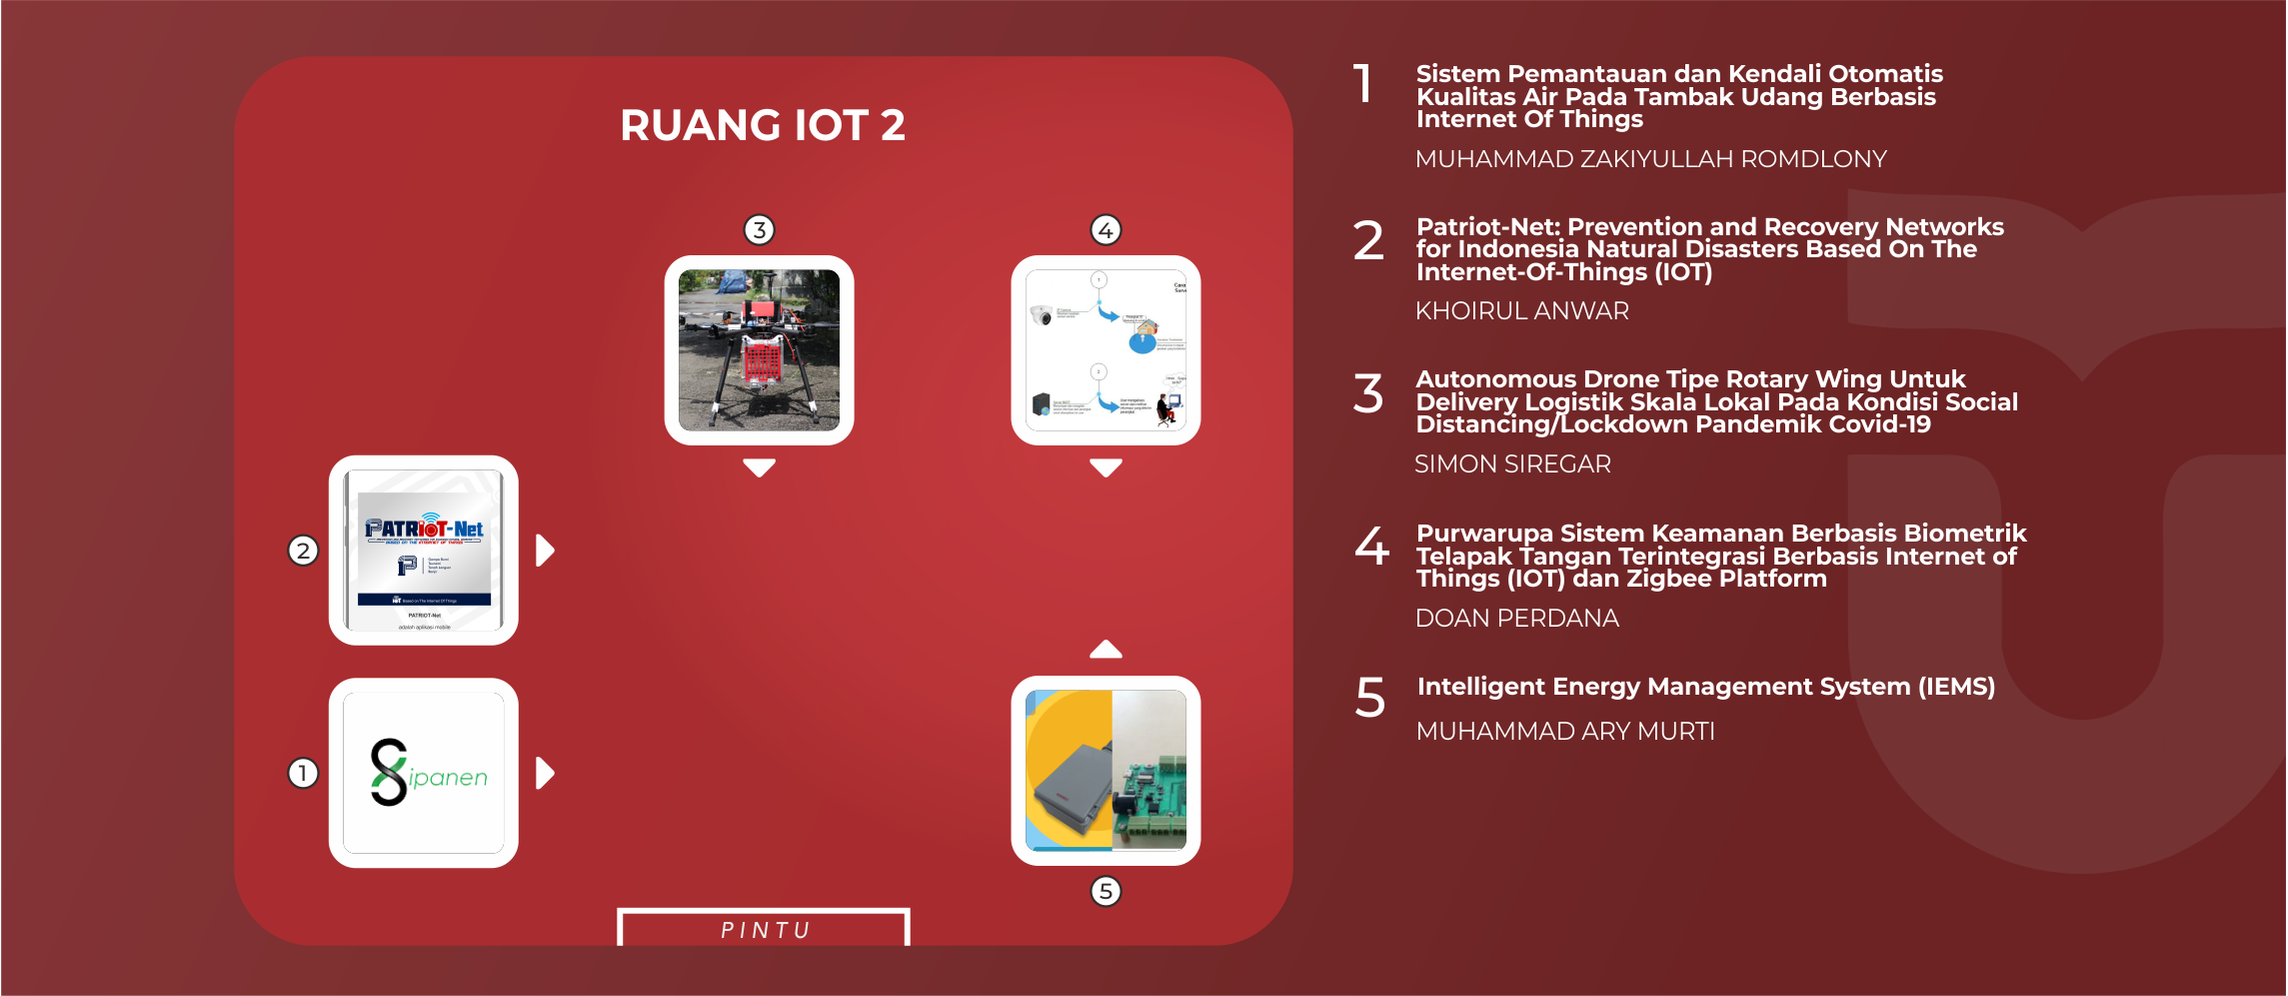 RUANG IOT 2
3
4
2
PATRIOT-Net
PATRIOT-Net
adalah aplikasi mobile
1
Sipanen
5
PINTU
1
Sistem Pemantauan dan Kendali Otomatis
Kualitas Air Pada Tambak Udang Berbasis
Internet Of Things
MUHAMMAD ZAKIYULLAH ROMDLONY
2
Patriot-Net: Prevention and Recovery Networks
for Indonesia Natural Disasters Based On The
Internet-Of-Things (IOT)
KHOIRUL ANWAR
3
Autonomous Drone Tipe Rotary Wing Untuk
Delivery Logistik Skala Lokal Pada Kondisi Social
Distancing/Lockdown Pandemik Covid-19
SIMON SIREGAR
4
Purwarupa Sistem Keamanan Berbasis Biometrik
Telapak Tangan Terintegrasi Berbasis Internet of
Things (IOT) dan Zigbee Platform
DOAN PERDANA
5
Intelligent Energy Management System (IEMS)
MUHAMMAD ARY MURTI